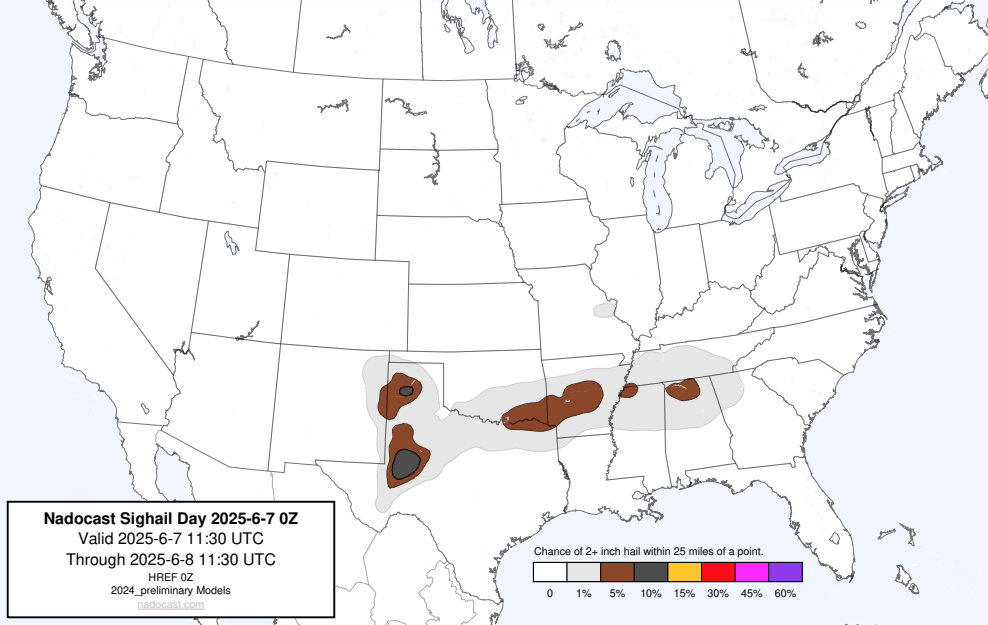 Nadocast Sighail Day 2025-6-7 0Z
Valid 2025-6-7 11:30 UTC
Through 2025-6-8 11:30 UTC
HREF 0Z
2024_preliminary Models
nadocast.com
Chance of 2+ inch hail within 25 miles of a point.
0 1% 5% 10% 15% 30% 45% 60%